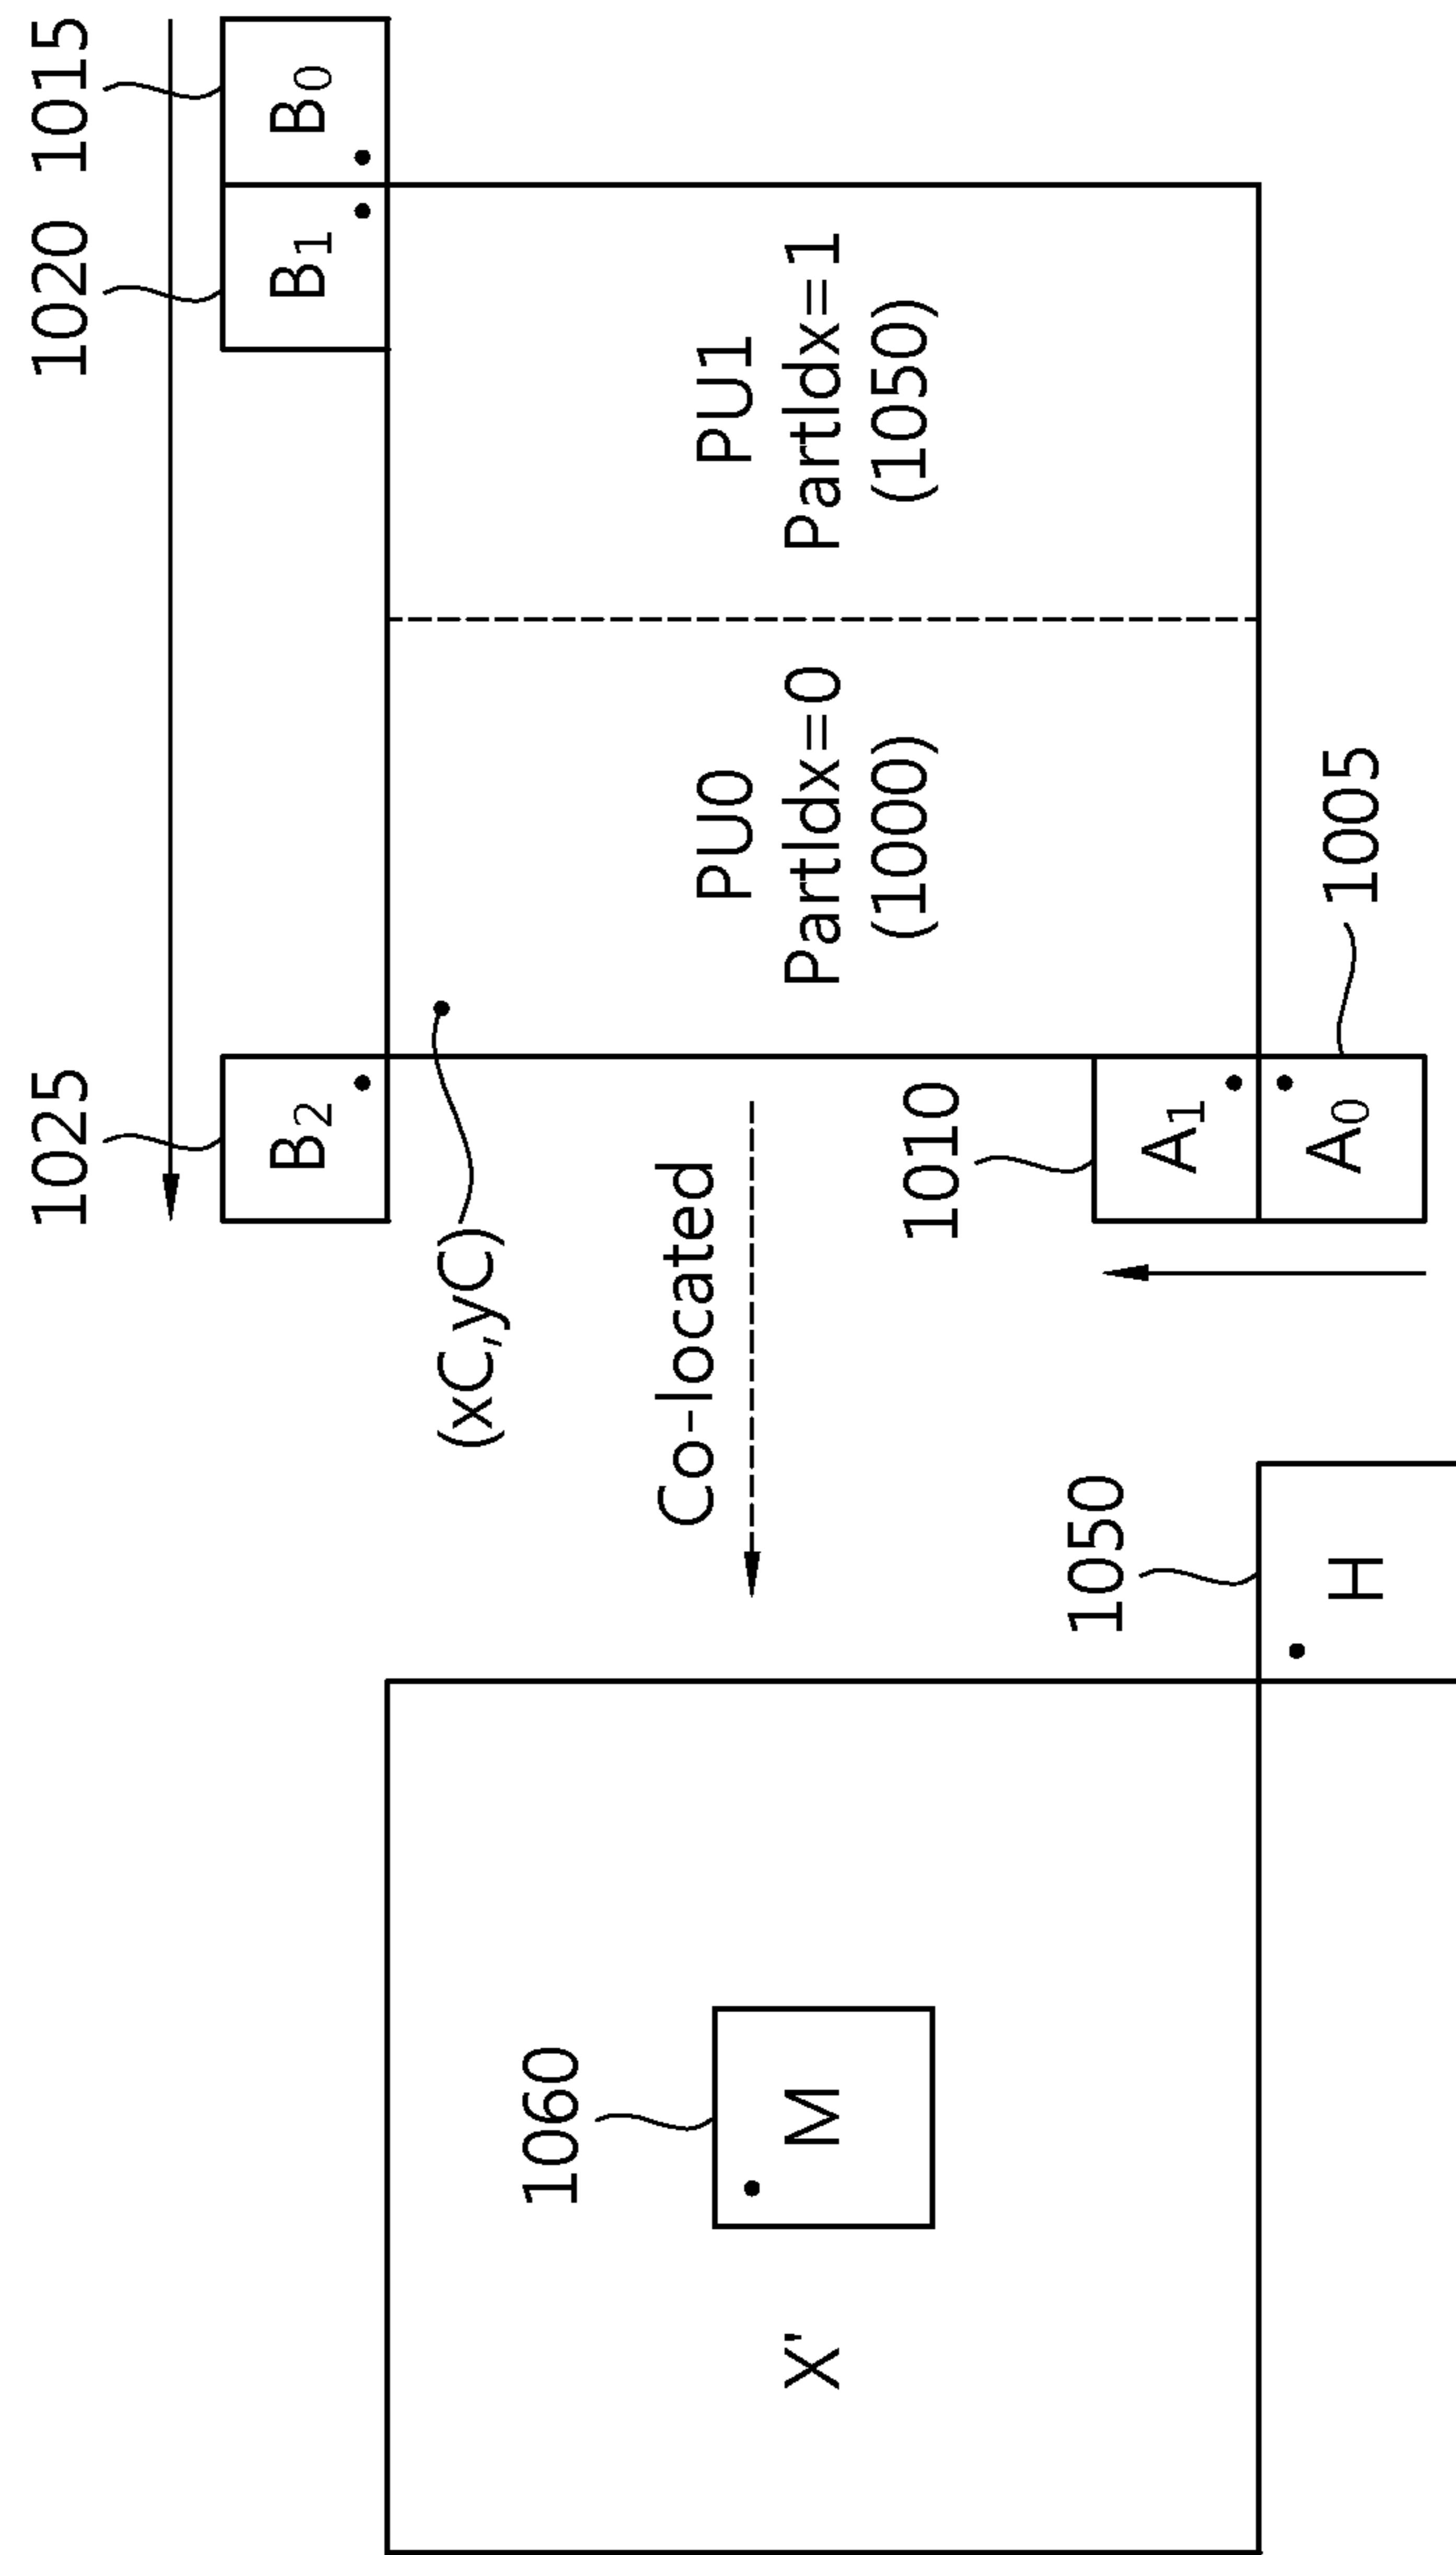 1025
1020
1015
B₂
B₁
B₀
(xC,yC)
1060
Co-located
PU0
PartIdx=0
(1000)
PU1
PartIdx=1
(1050)
X'
M
1010
1050
A₁
H
A₀
1005